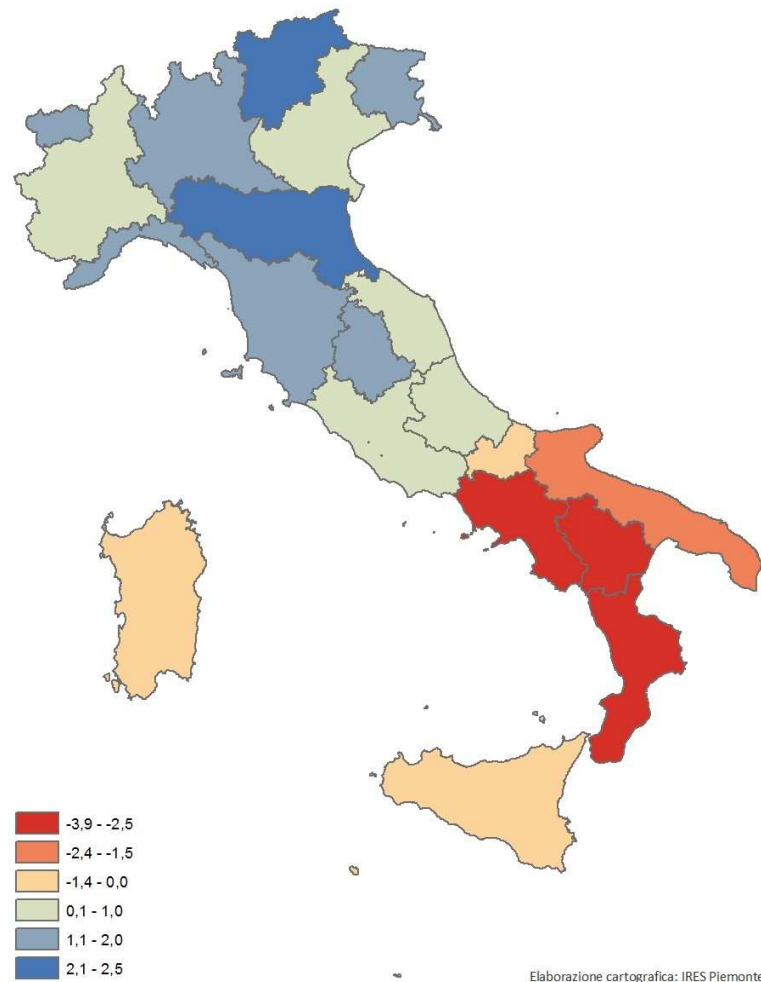 -3,9 - -2,5
-2,4 - -1,5
-1,4 - 0,0
0,1 - 1,0
1,1 - 2,0
2,1 - 2,5
Elaborazione cartografica: IRES Piemonte